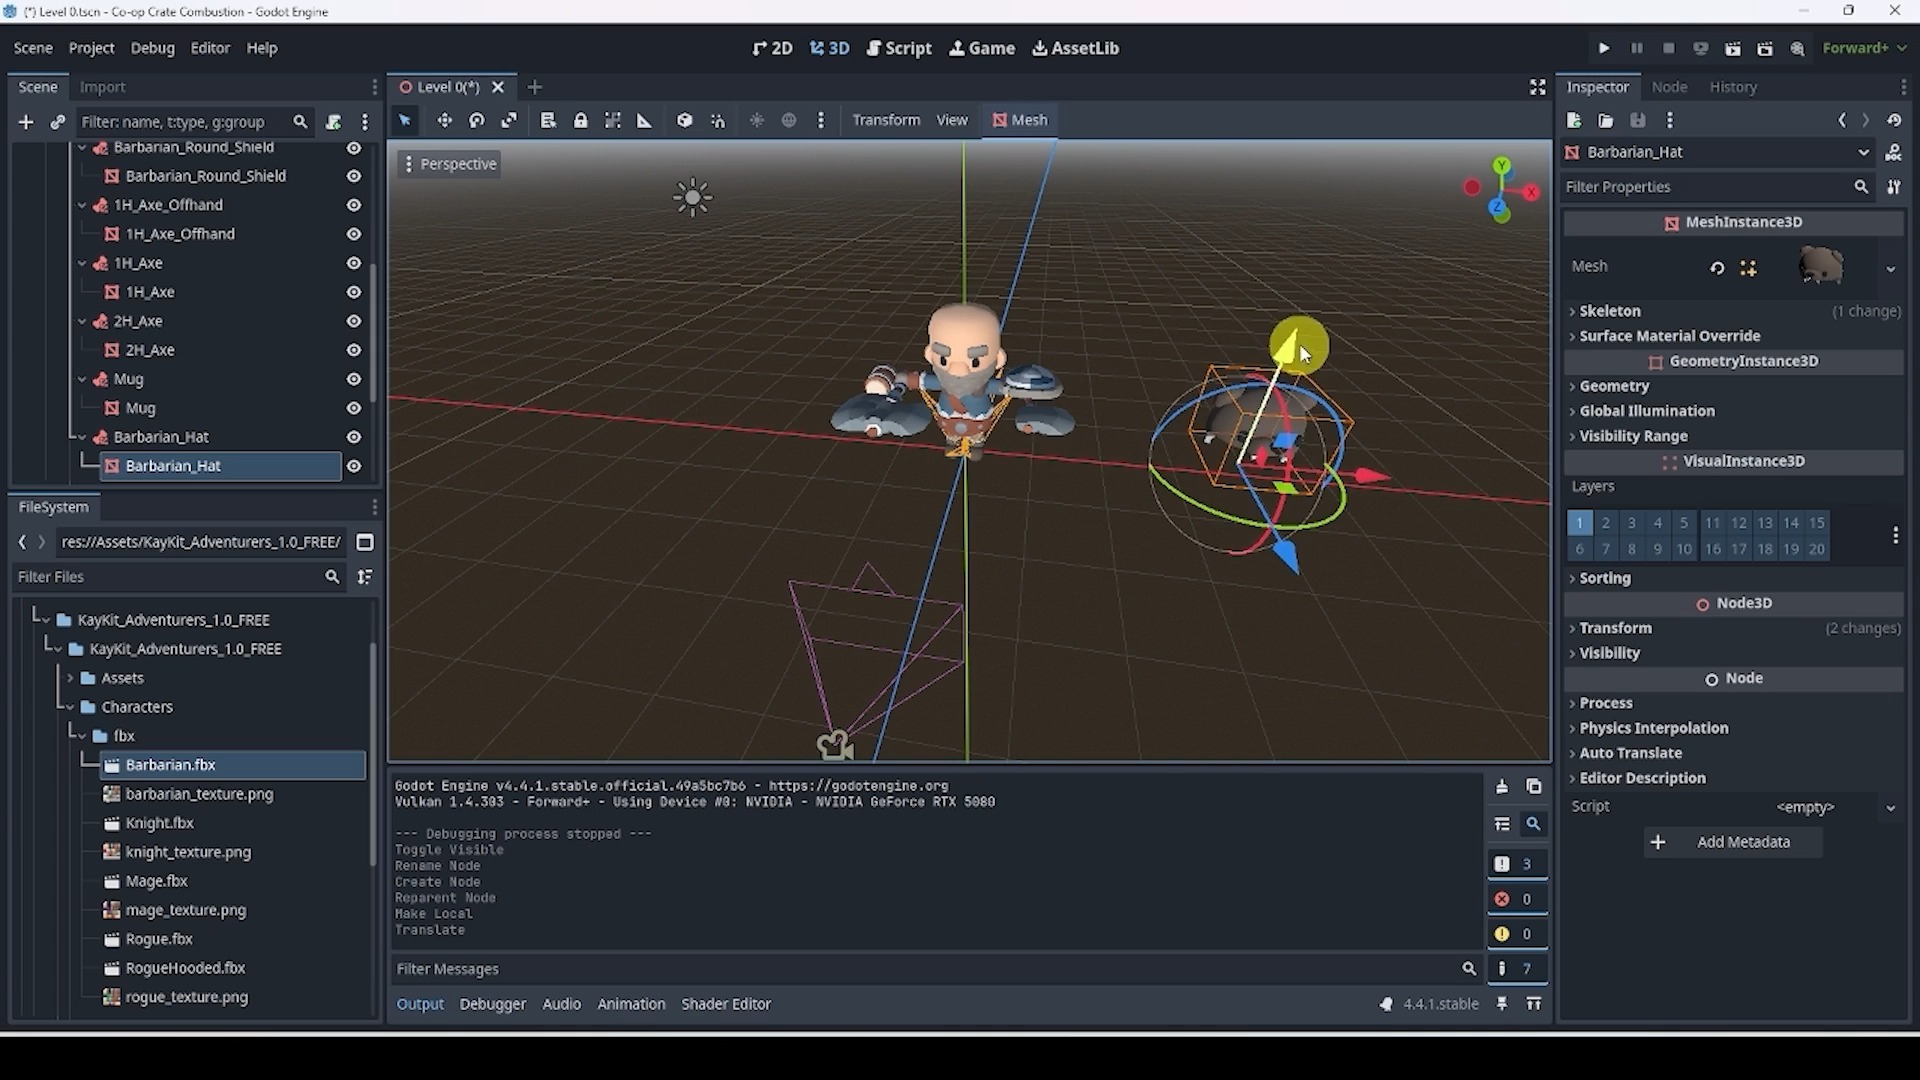 (*) Level 0.tscn - Co-op Crate Combustion - Godot Engine
Scene Project Debug Editor Help
2D 3D Script Game AssetLib
Forward+
Scene Import
Level 0(*)
Inspector Node History
Filter: name, t:type, g:group
Transform View Mesh
Perspective
Y
X
Z
Barbarian_Round_Shield
Barbarian_Round_Shield
1H_Axe_Offhand
1H_Axe_Offhand
1H_Axe
1H_Axe
2H_Axe
2H_Axe
Mug
Mug
Barbarian_Hat
Barbarian_Hat
FileSystem
res://Assets/KayKit_Adventurers_1.0_FREE/
Filter Files
KayKit_Adventurers_1.0_FREE
KayKit_Adventurers_1.0_FREE
Assets
Characters
fbx
Barbarian.fbx
barbarian_texture.png
Knight.fbx
knight_texture.png
Mage.fbx
mage_texture.png
Rogue.fbx
RogueHooded.fbx
rogue_texture.png
Godot Engine v4.4.1.stable.official.49a5bc7b6 - https://godotengine.org
Vulkan 1.4.303 - Forward+ - Using Device #0: NVIDIA - NVIDIA GeForce RTX 5080
--- Debugging process stopped ---
Toggle Visible
Rename Node
Create Node
Reparent Node
Make Local
Translate
Filter Messages
3
0
0
7
Output Debugger Audio Animation Shader Editor
4.4.1.stable
Barbarian_Hat
DOC
Filter Properties
MeshInstance3D
Mesh
Skeleton (1 change)
Surface Material Override
GeometryInstance3D
Geometry
Global Illumination
Visibility Range
VisualInstance3D
Layers
1 2 3 4 5 11 12 13 14 15
6 7 8 9 10 16 17 18 19 20
Sorting
Node3D
Transform (2 changes)
Visibility
Node
Process
Physics Interpolation
Auto Translate
Editor Description
Script <empty>
Add Metadata